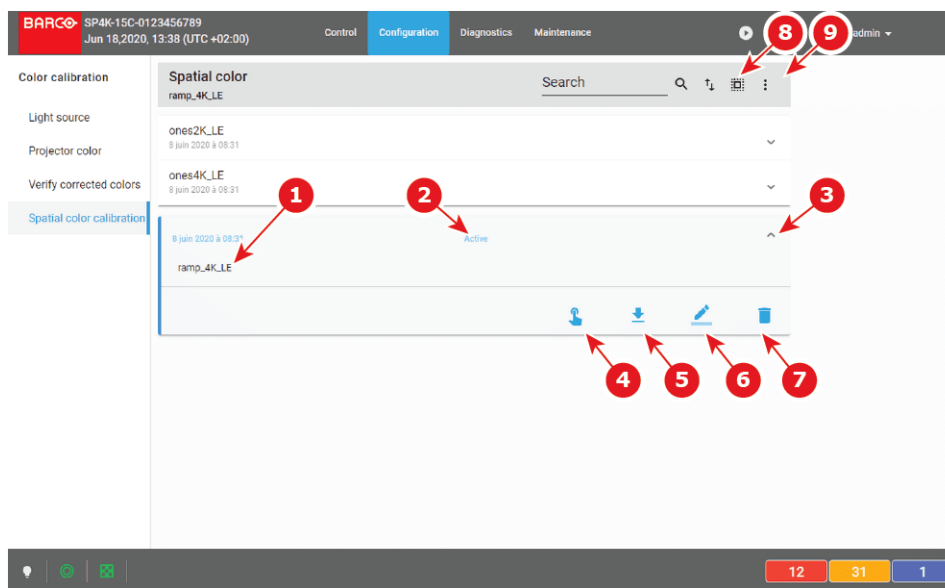 BARCO
SP4K-15C-0123456789
Jun 18,2020, 13:38 (UTC +02:00)
Control
Configuration
Diagnostics
Maintenance
8
9
admin
Color calibration
Light source
Projector color
Verify corrected colors
Spatial color calibration
Spatial color
ramp_4K_LE
Search
ones2K_LE
8 juin 2020 à 08:31
ones4K_LE
8 juin 2020 à 08:31
1
2
3
8 juin 2020 à 08:31
Active
ramp_4K_LE
4
5
6
7
12
31
1